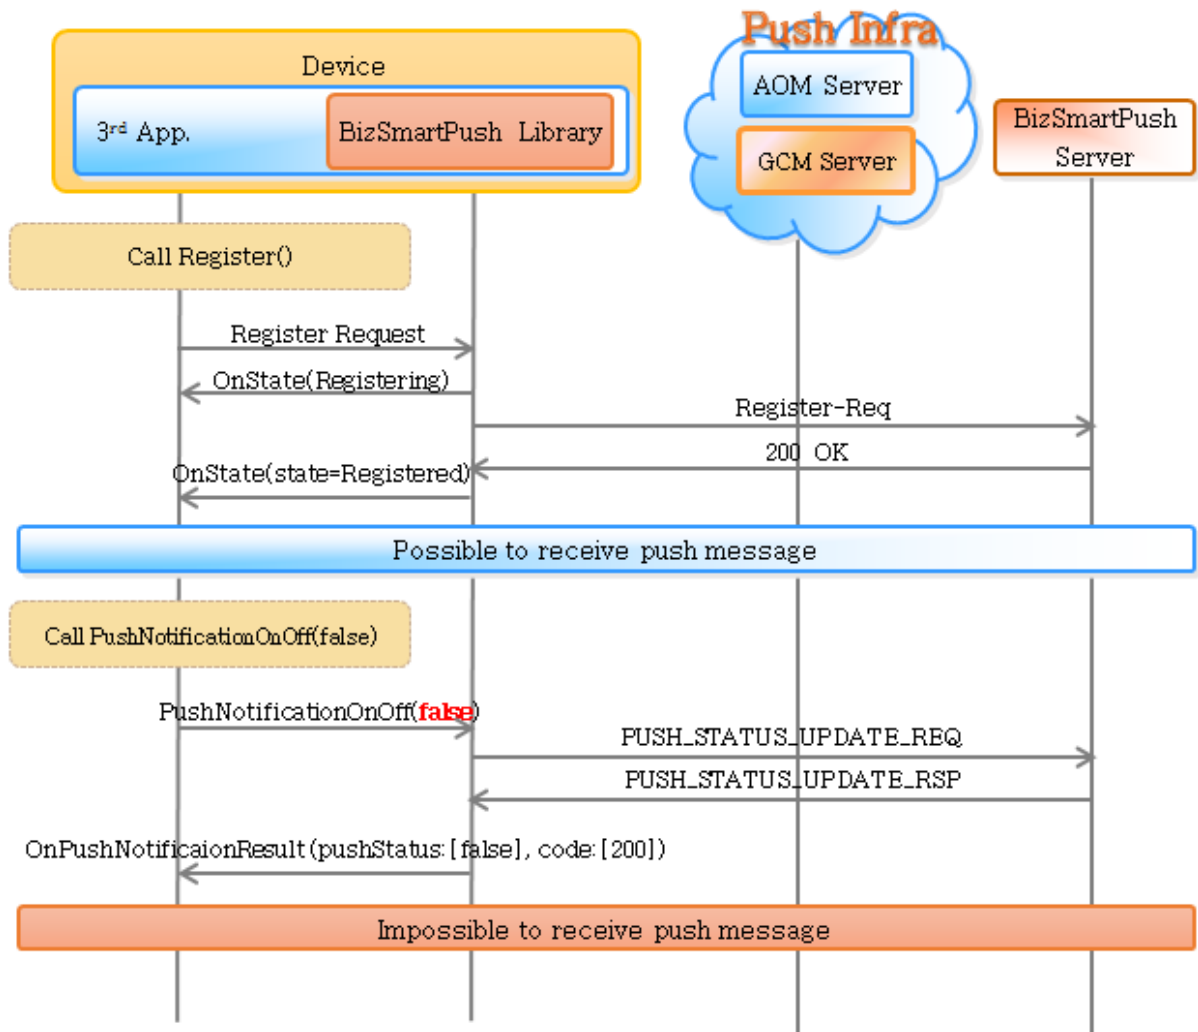 Push Infra
Device
AOM Server
3rd App.
BizSmartPush Library
GCM Server
BizSmartPush
Server
Call Register()
Register Request
OnState(Registering)
Register-Req
200 OK
OnState(state=Registered)
Possible to receive push message
Call PushNotificationOnOff(false)
PushNotificationOnOff(false)
PUSH_STATUS_UPDATE_REQ
PUSH_STATUS_UPDATE_RSP
OnPushNotificaionResult(pushStatus:[false], code:[200])
Impossible to receive push message